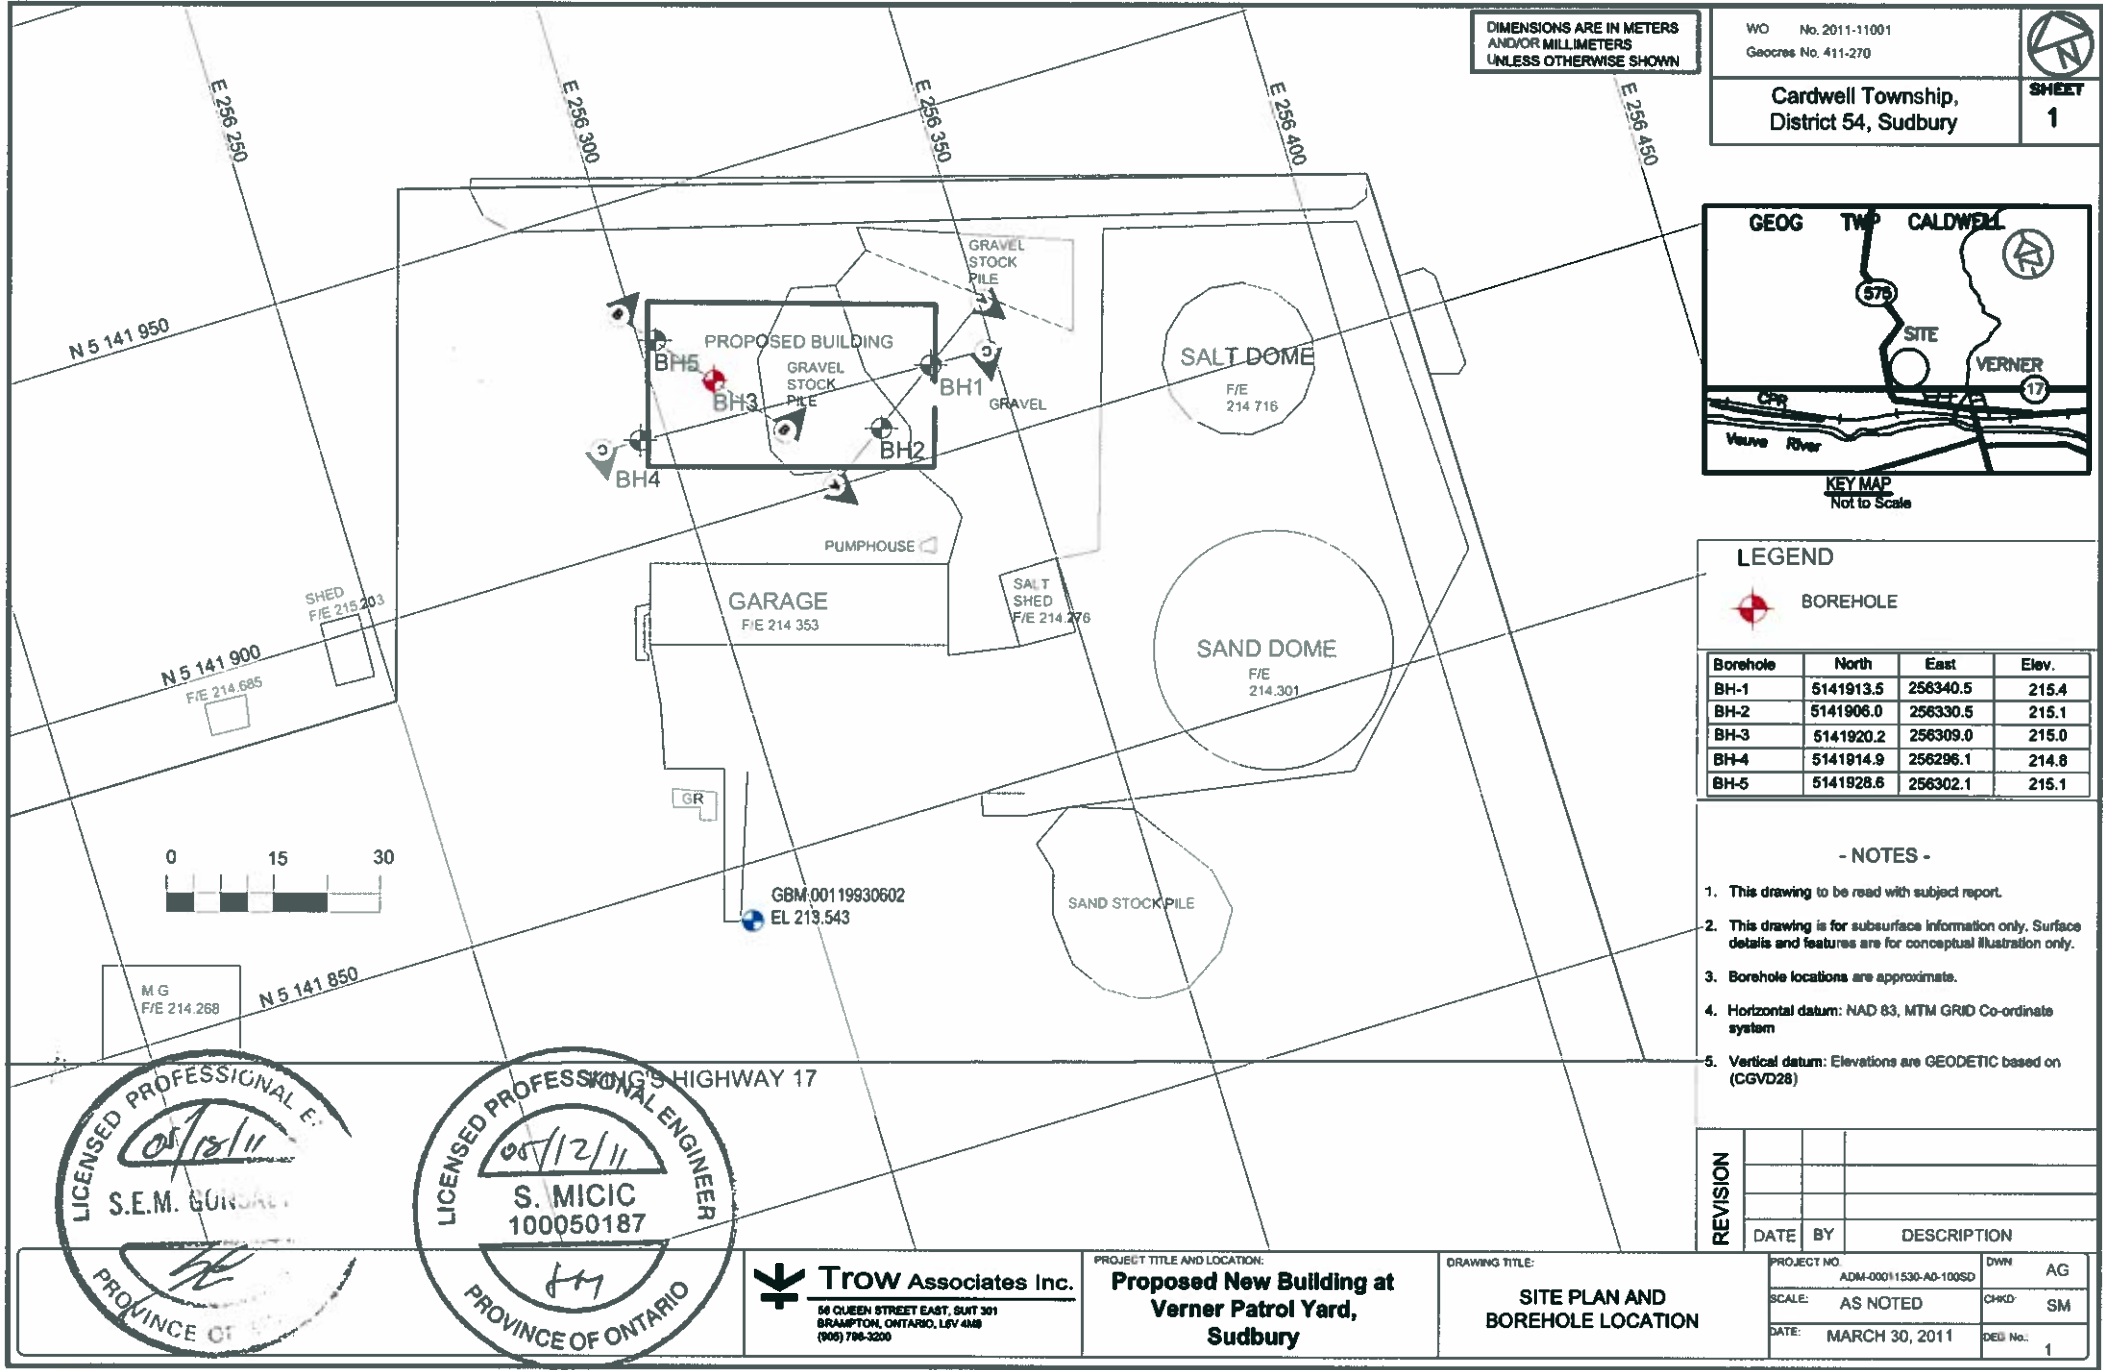 DIMENSIONS ARE IN METERS
AND/OR MILLIMETERS
UNLESS OTHERWISE SHOWN
WO No. 2011-11001
Geocres No. 411-270
N
Cardwell Township,
District 54, Sudbury
SHEET
1
E 256 250
E 256 300
E 256 350
E 256 400
E 256 450
N 5 141 950
N 5 141 900
N 5 141 850
GRAVEL
STOCK
PILE
PROPOSED BUILDING
GRAVEL
STOCK
PILE
BH5
BH3
BH1
BH2
BH4
GRAVEL
B
B
C
C
A
A
SALT DOME
F/E
214 716
PUMPHOUSE
GARAGE
F/E 214 353
SALT
SHED
F/E 214.276
SAND DOME
F/E
214.301
SHED
F/E 215.203
F/E 214.685
GR
0 15 30
GBM 00119930602
EL 213.543
SAND STOCK PILE
M G
F/E 214.268
KING'S HIGHWAY 17
GEOG TWP CALDWELL
575
SITE
VERNER
17
CPR
Veuve River
KEY MAP
Not to Scale
LEGEND
BOREHOLE
Borehole North East Elev.
BH-1 5141913.5 256340.5 215.4
BH-2 5141906.0 256330.5 215.1
BH-3 5141920.2 256309.0 215.0
BH-4 5141914.9 256296.1 214.8
BH-5 5141928.6 256302.1 215.1
- NOTES -
1. This drawing to be read with subject report.
2. This drawing is for subsurface information only. Surface
details and features are for conceptual illustration only.
3. Borehole locations are approximate.
4. Horizontal datum: NAD 83, MTM GRID Co-ordinate
system
5. Vertical datum: Elevations are GEODETIC based on
(CGVD28)
REVISION
DATE BY DESCRIPTION
LICENSED PROFESSIONAL
S.E.M.
PROVINCE OF
LICENSED PROFESSIONAL ENGINEER
05/12/11
S. MICIC
100050187
PROVINCE OF ONTARIO
Trow Associates Inc.
56 QUEEN STREET EAST, SUIT 301
BRAMPTON, ONTARIO, L6V 4M8
(905) 796-3200
PROJECT TITLE AND LOCATION:
Proposed New Building at
Verner Patrol Yard,
Sudbury
DRAWING TITLE:
SITE PLAN AND
BOREHOLE LOCATION
PROJECT NO.
ADM-00011530-A0-100SD
DWN AG
SCALE: AS NOTED
CHKD: SM
DATE: MARCH 30, 2011
DEG No.: 1